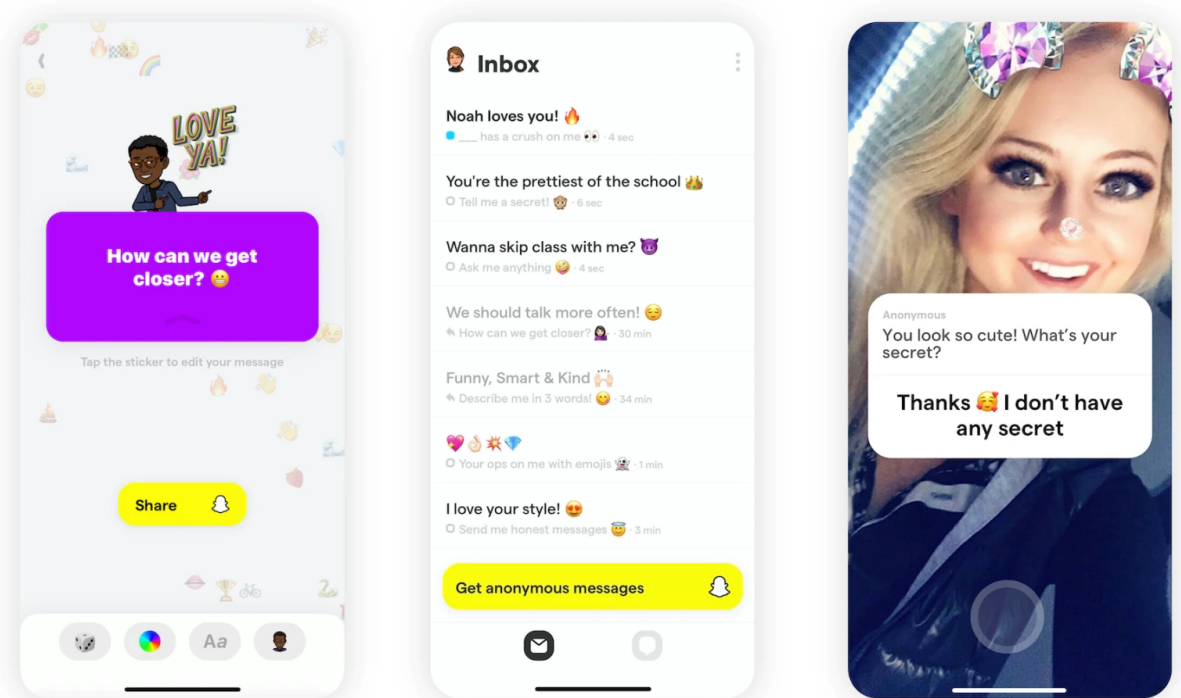 LOVE
YA!
How can we get
closer? 😬
Tap the sticker to edit your message
Share
Aa
Inbox
Noah loves you! 🔥
___ has a crush on me 👀 · 4 sec
You're the prettiest of the school 👑
Tell me a secret! 🙊 · 6 sec
Wanna skip class with me? 😈
Ask me anything 🤪 · 4 sec
We should talk more often! 😌
How can we get closer? 💁🏻‍♀️ · 30 min
Funny, Smart & Kind 🙌🏻
Describe me in 3 words! 😋 · 34 min
💖👌🏻💥💎
Your ops on me with emojis 👻 · 1 min
I love your style! 😍
Send me honest messages 😇 · 3 min
Get anonymous messages
Anonymous
You look so cute! What's your
secret?
Thanks 🥰 I don't have
any secret